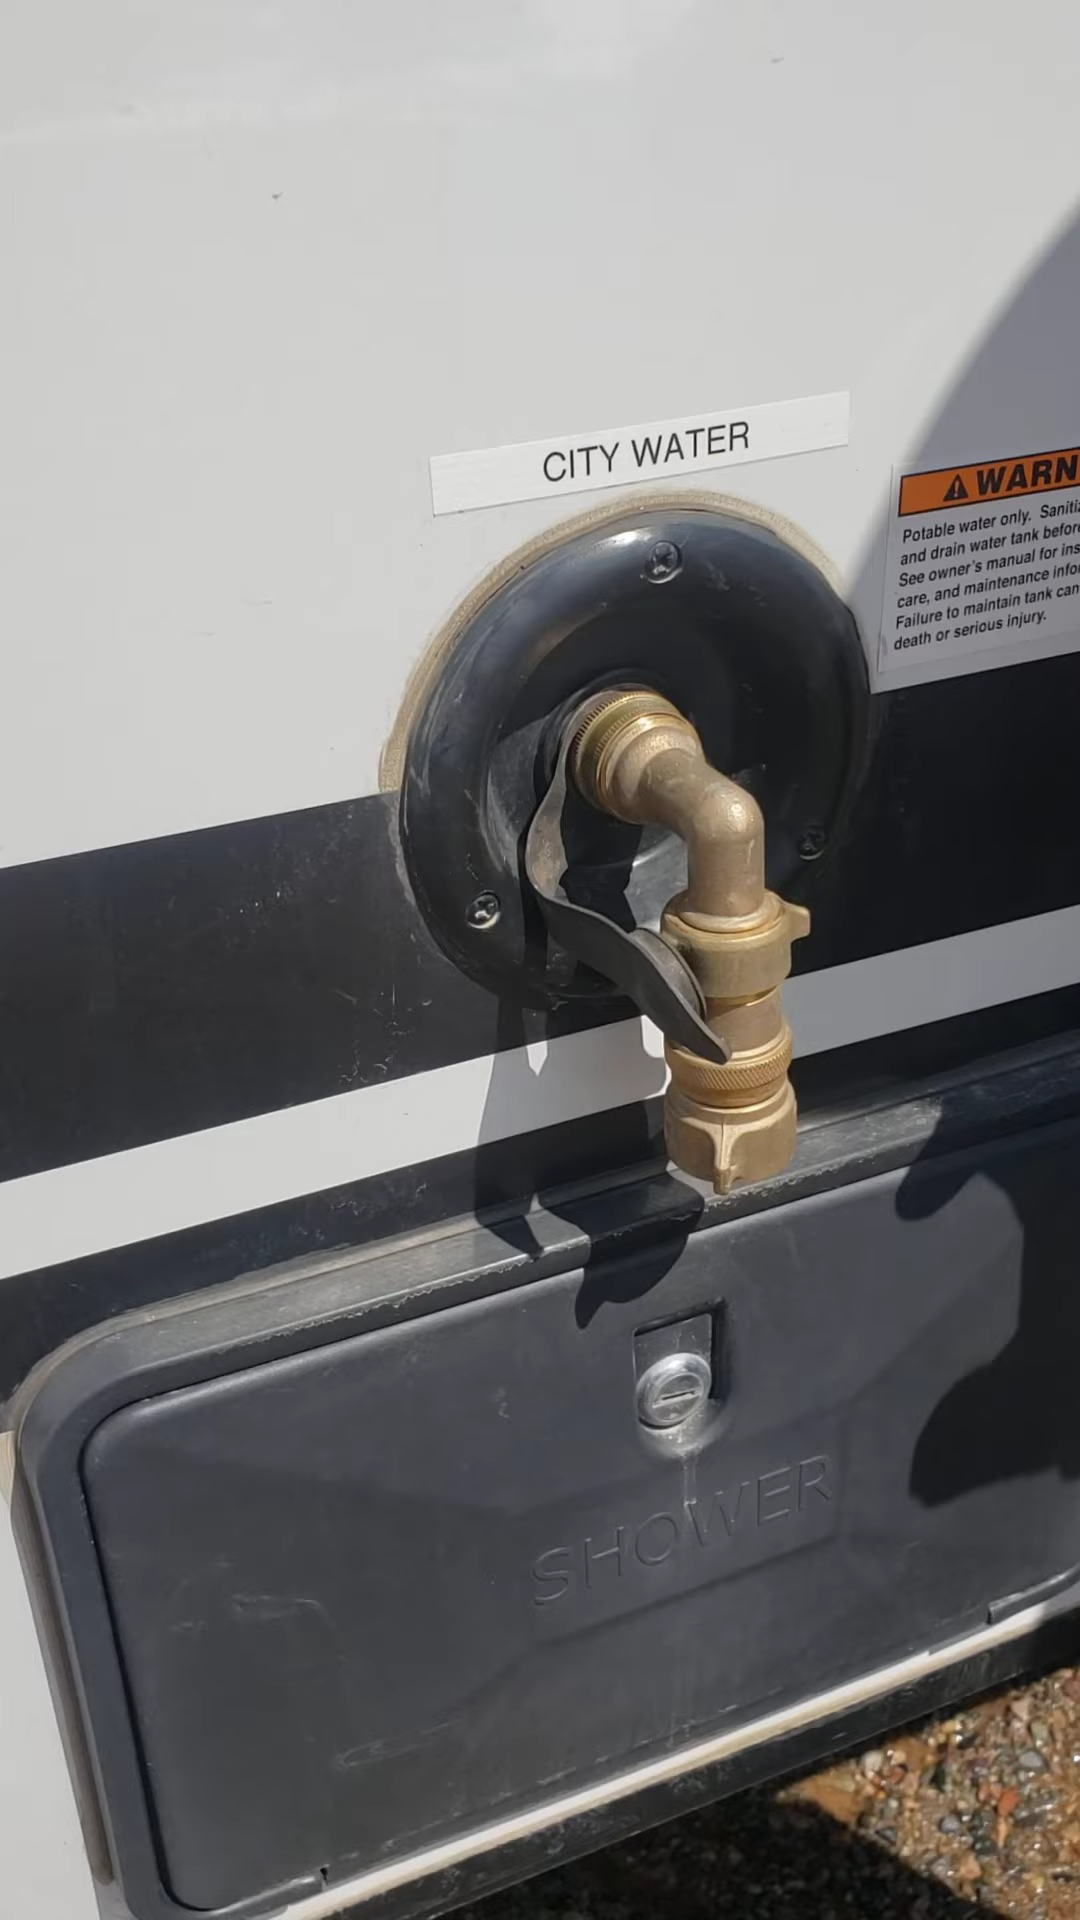 CITY WATER
WARN
Potable water only. Saniti
and drain water tank before
See owner's manual for ins
care, and maintenance info
Failure to maintain tank can
death or serious injury.
SHOWER